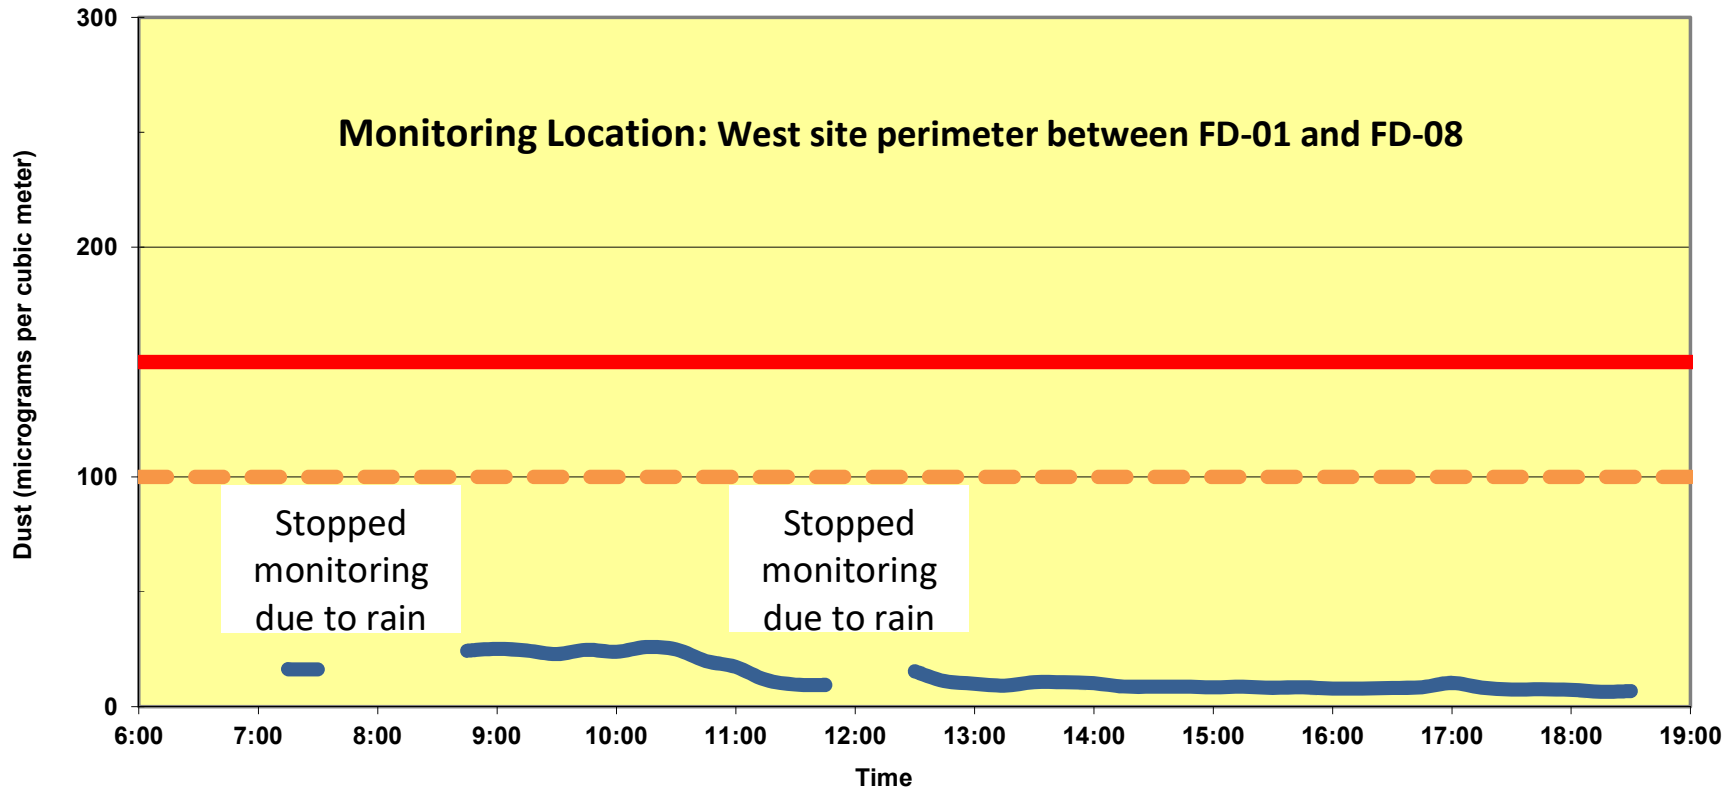 Monitoring Location: West site perimeter between FD-01 and FD-08
Dust (micrograms per cubic meter)
300
200
100
0
Stopped
monitoring
due to rain
Stopped
monitoring
due to rain
6:00 7:00 8:00 9:00 10:00 11:00 12:00 13:00 14:00 15:00 16:00 17:00 18:00 19:00
Time